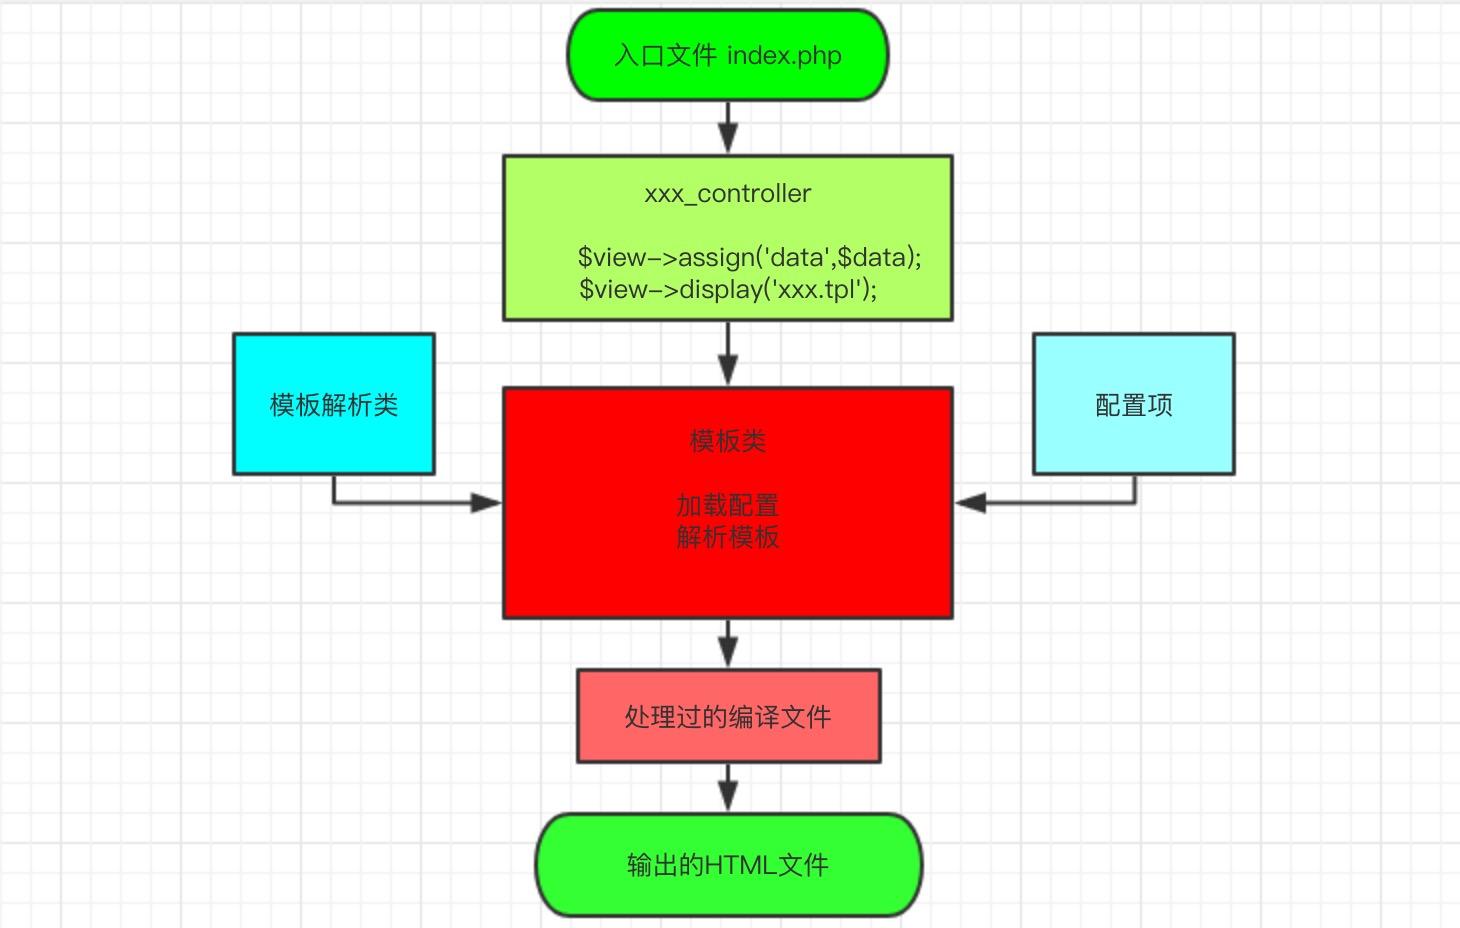 入口文件 index.php
xxx_controller
$view->assign('data',$data);
$view->display('xxx.tpl');
模板解析类
配置项
模板类
加载配置
解析模板
处理过的编译文件
输出的HTML文件